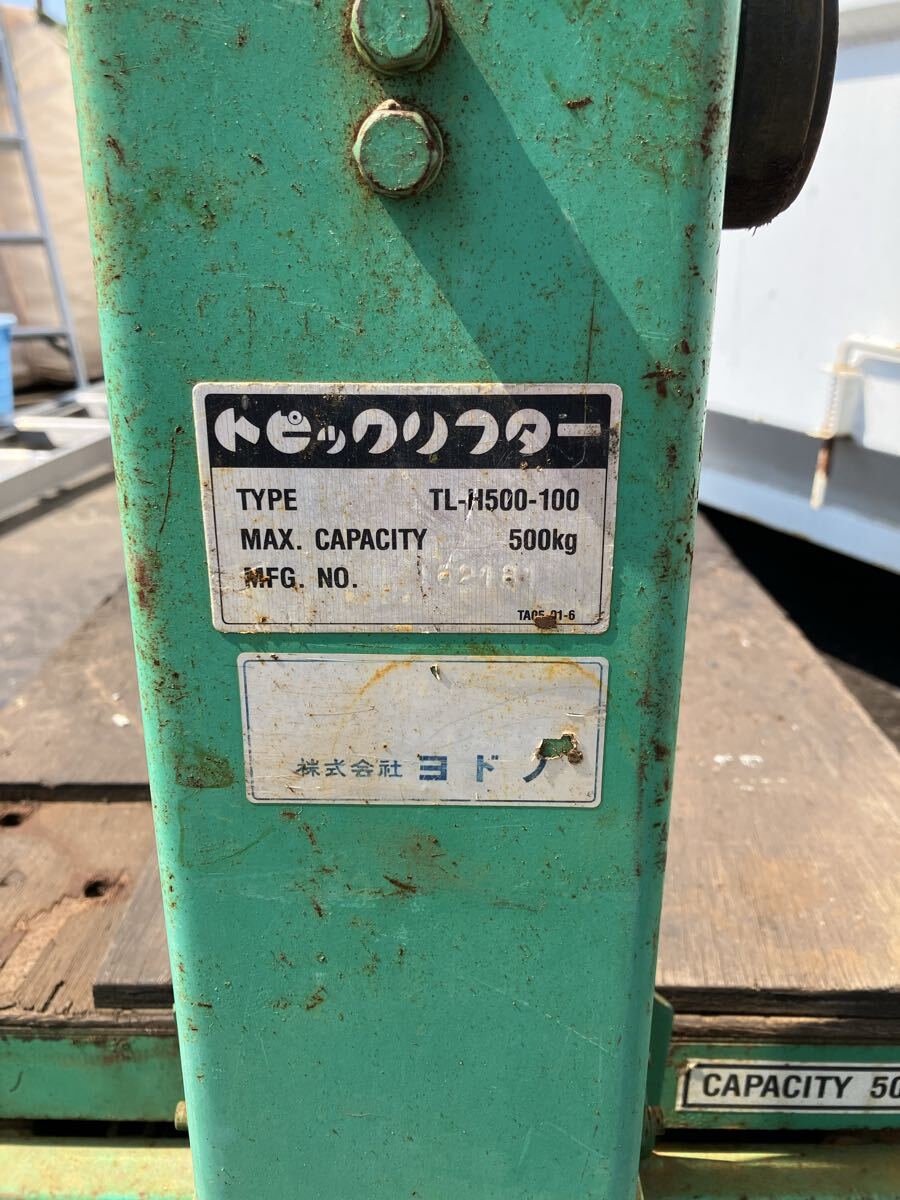 トピックリフター
TYPE TL-H500-100
MAX. CAPACITY 500kg
MFG. NO.
株式会社 ヨドノ
CAPACITY 50